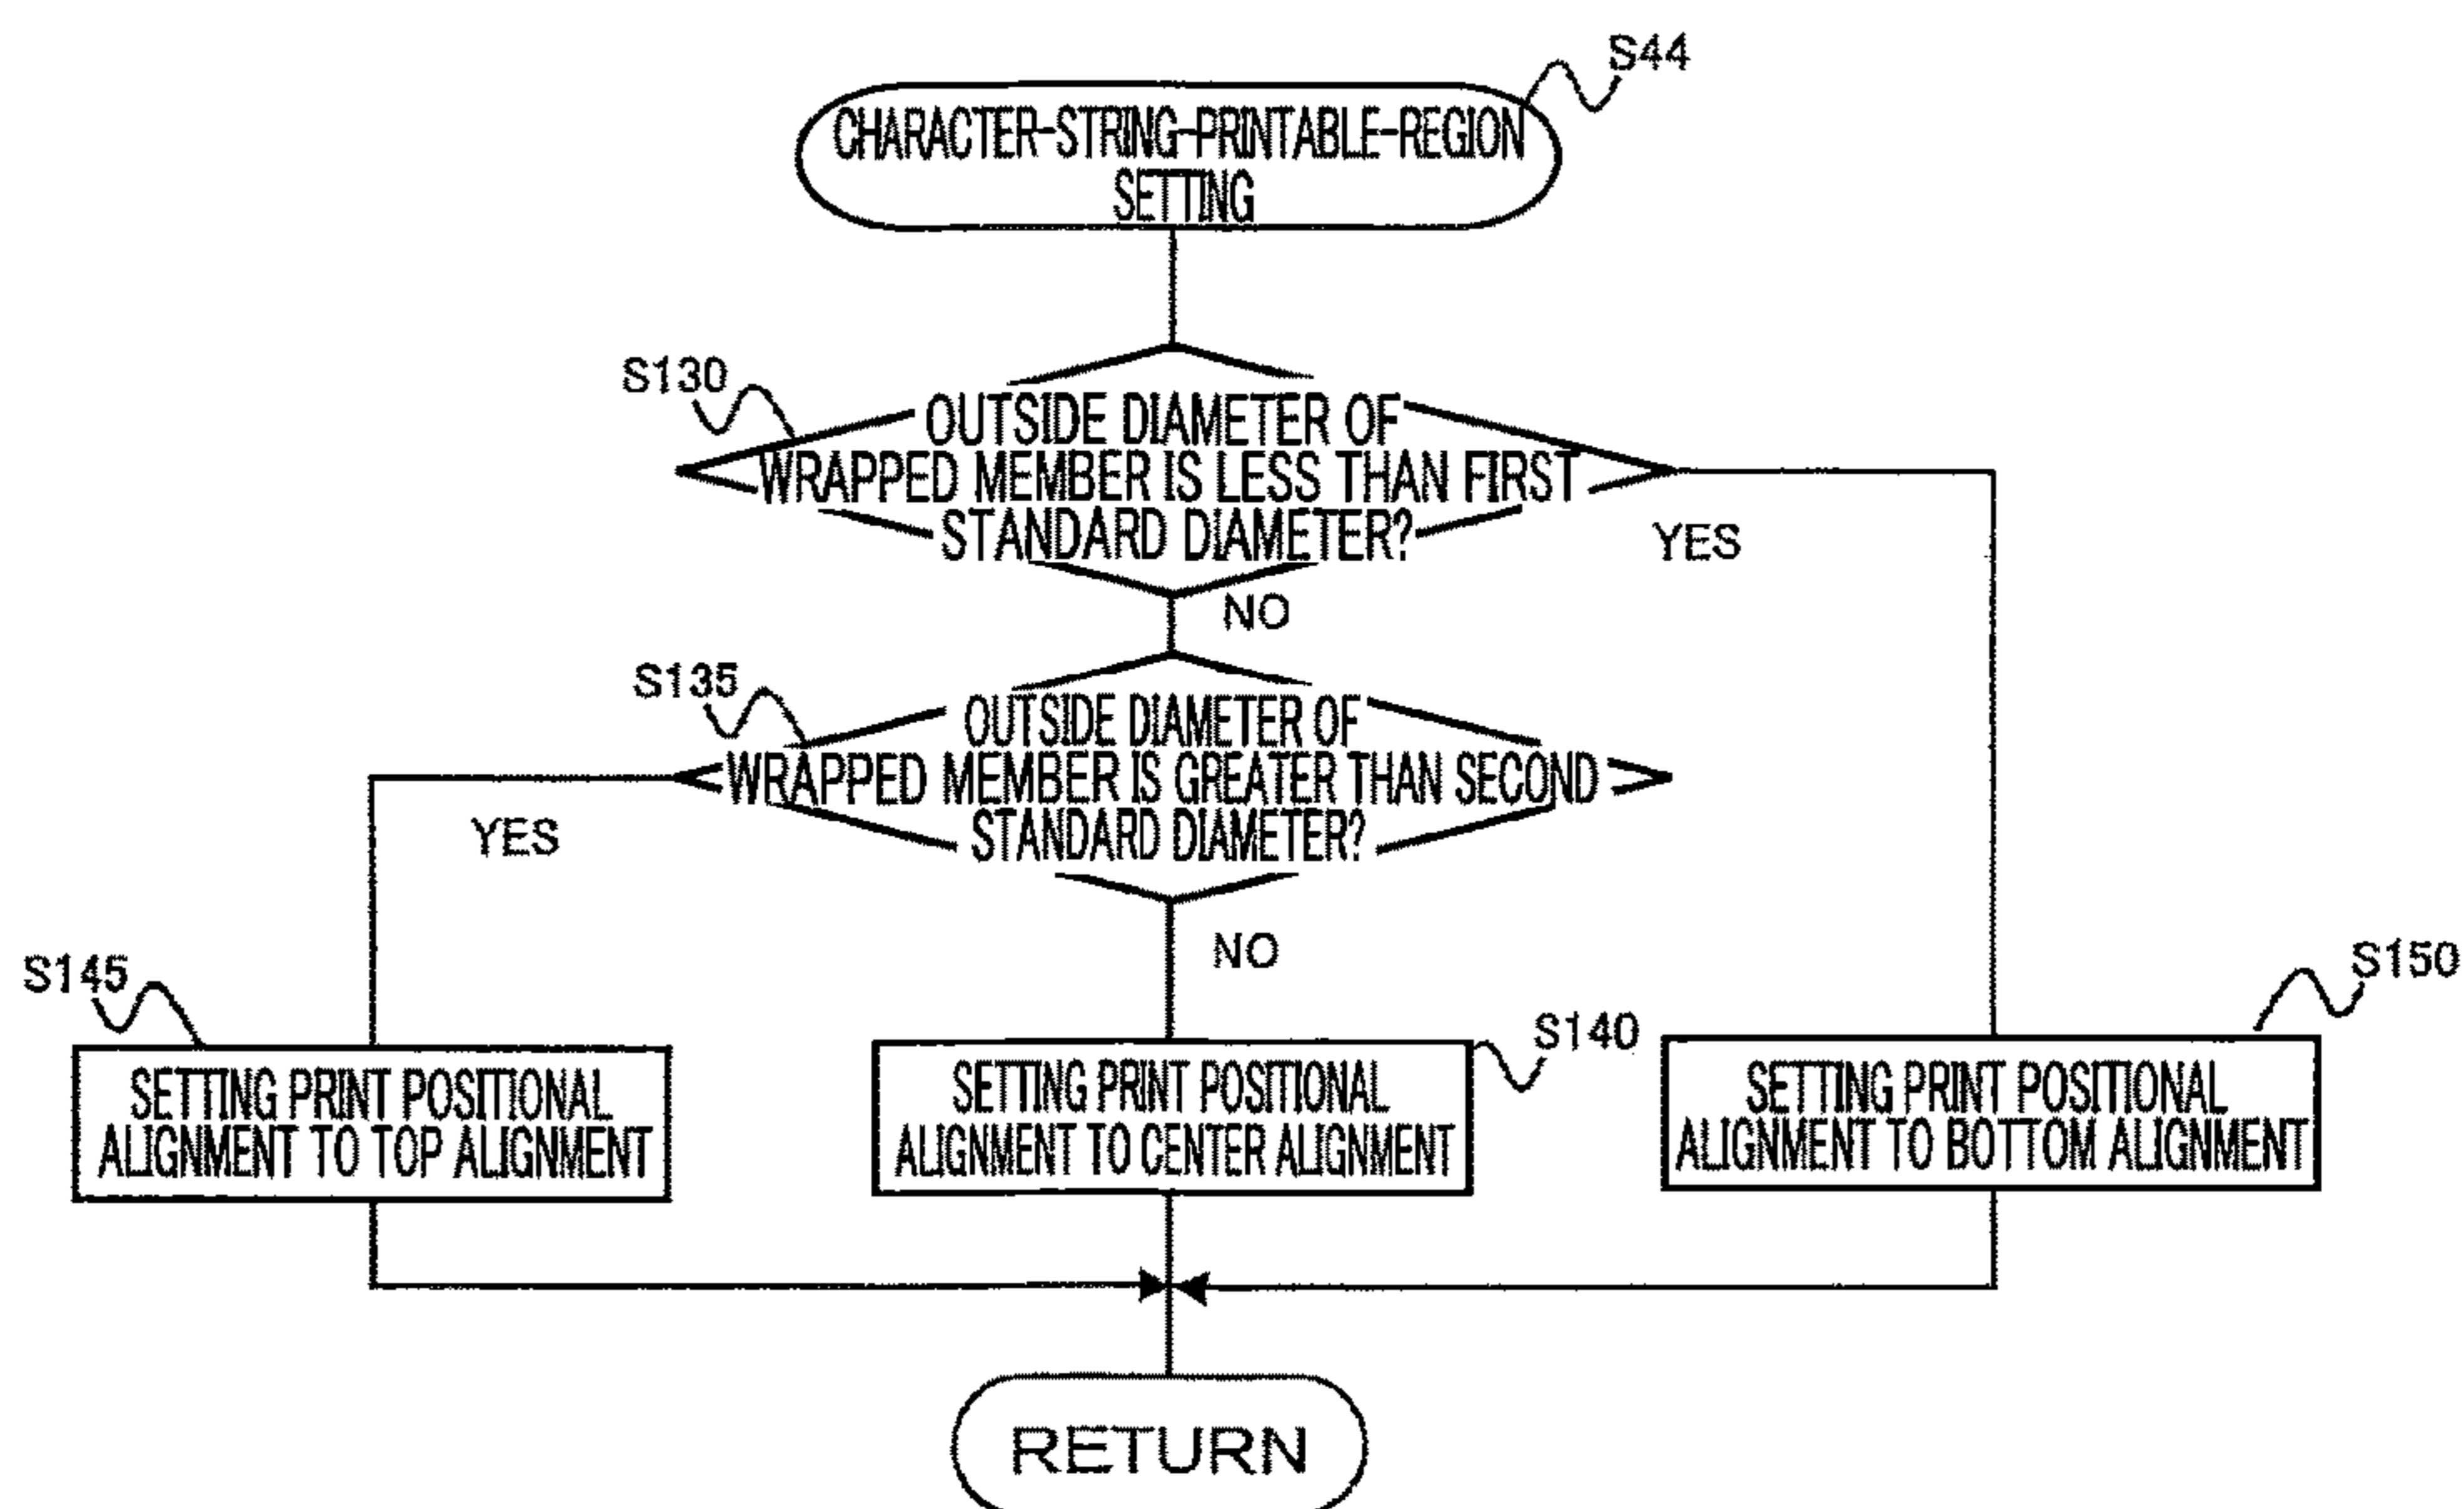 S44
CHARACTER-STRING-PRINTABLE-REGION
SETTING
S130
OUTSIDE DIAMETER OF
WRAPPED MEMBER IS LESS THAN FIRST
STANDARD DIAMETER?
YES
NO
S135
OUTSIDE DIAMETER OF
WRAPPED MEMBER IS GREATER THAN SECOND
STANDARD DIAMETER?
YES
NO
S145
SETTING PRINT POSITIONAL
ALIGNMENT TO TOP ALIGNMENT
S140
SETTING PRINT POSITIONAL
ALIGNMENT TO CENTER ALIGNMENT
S150
SETTING PRINT POSITIONAL
ALIGNMENT TO BOTTOM ALIGNMENT
RETURN